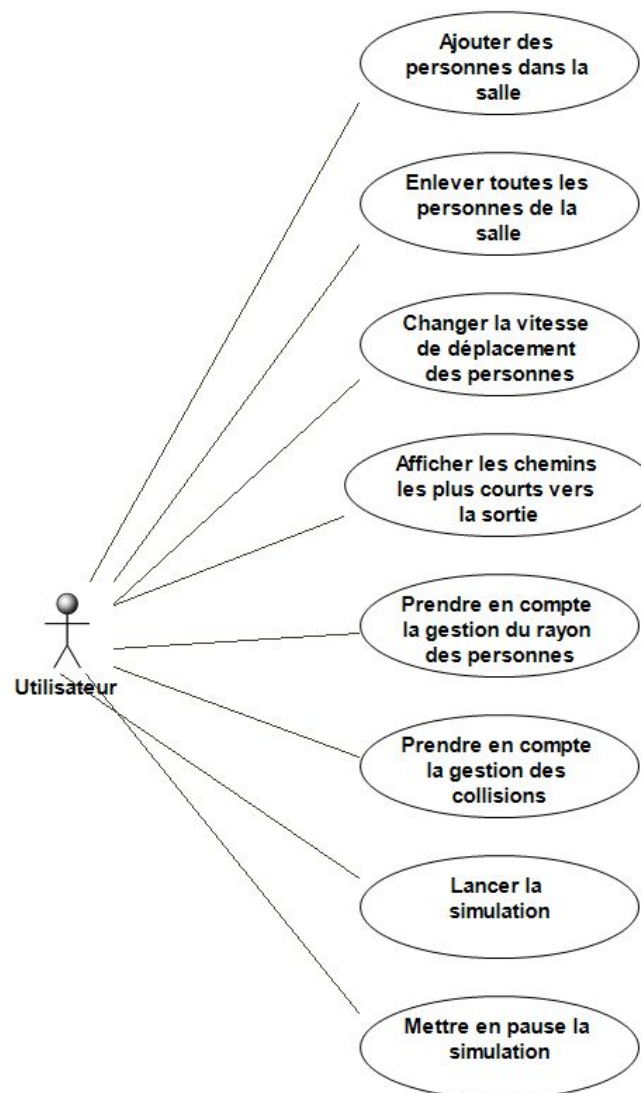 Ajouter des
personnes dans la
salle
Enlever toutes les
personnes de la
salle
Changer la vitesse
de déplacement
des personnes
Afficher les chemins
les plus courts vers
la sortie
Prendre en compte
la gestion du rayon
des personnes
Utilisateur
Prendre en compte
la gestion des
collisions
Lancer la
simulation
Mettre en pause la
simulation